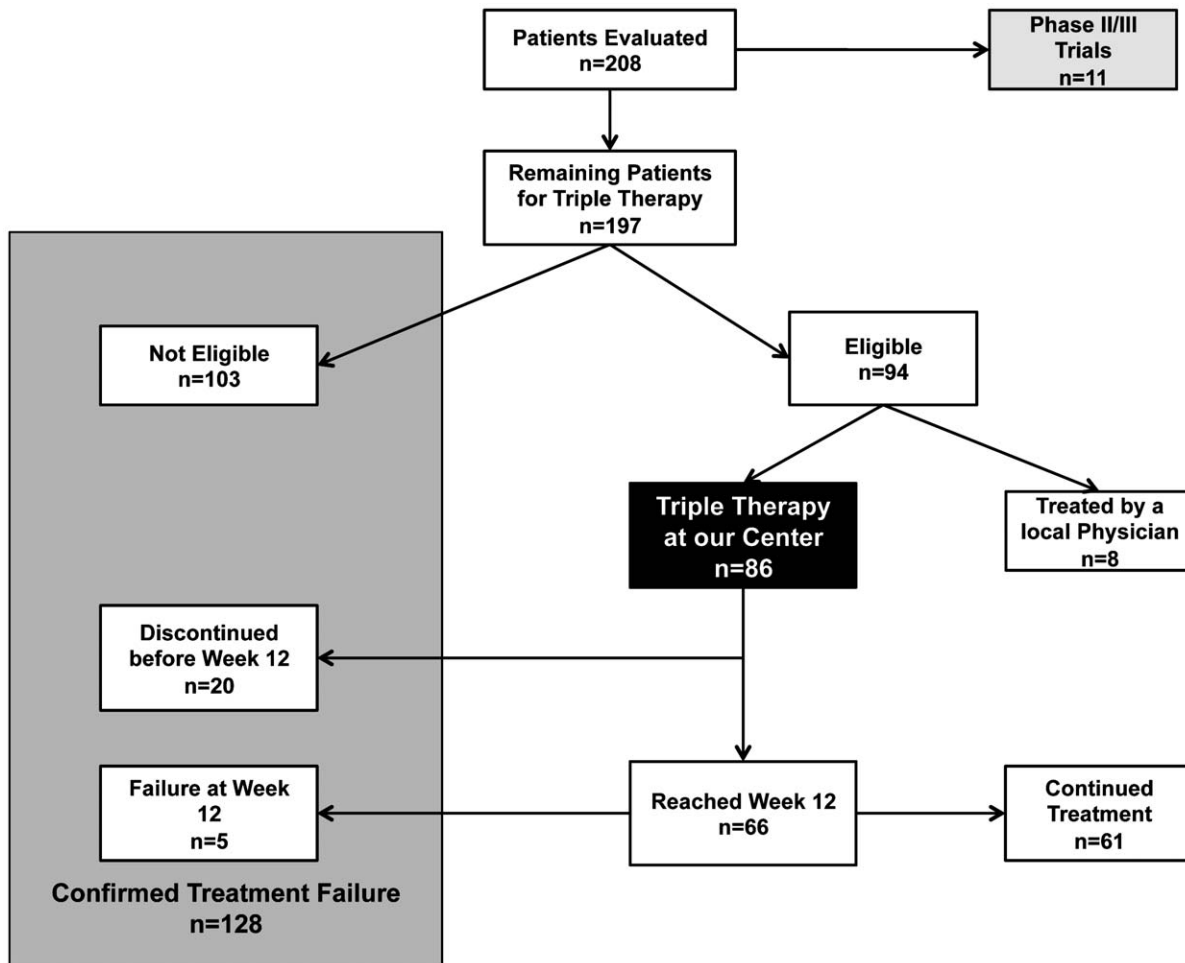 Patients Evaluated
n=208
Phase II/III
Trials
n=11
Remaining Patients
for Triple Therapy
n=197
Not Eligible
n=103
Eligible
n=94
Triple Therapy
at our Center
n=86
Treated by a
local Physician
n=8
Discontinued
before Week 12
n=20
Failure at Week
12
n=5
Reached Week 12
n=66
Continued
Treatment
n=61
Confirmed Treatment Failure
n=128